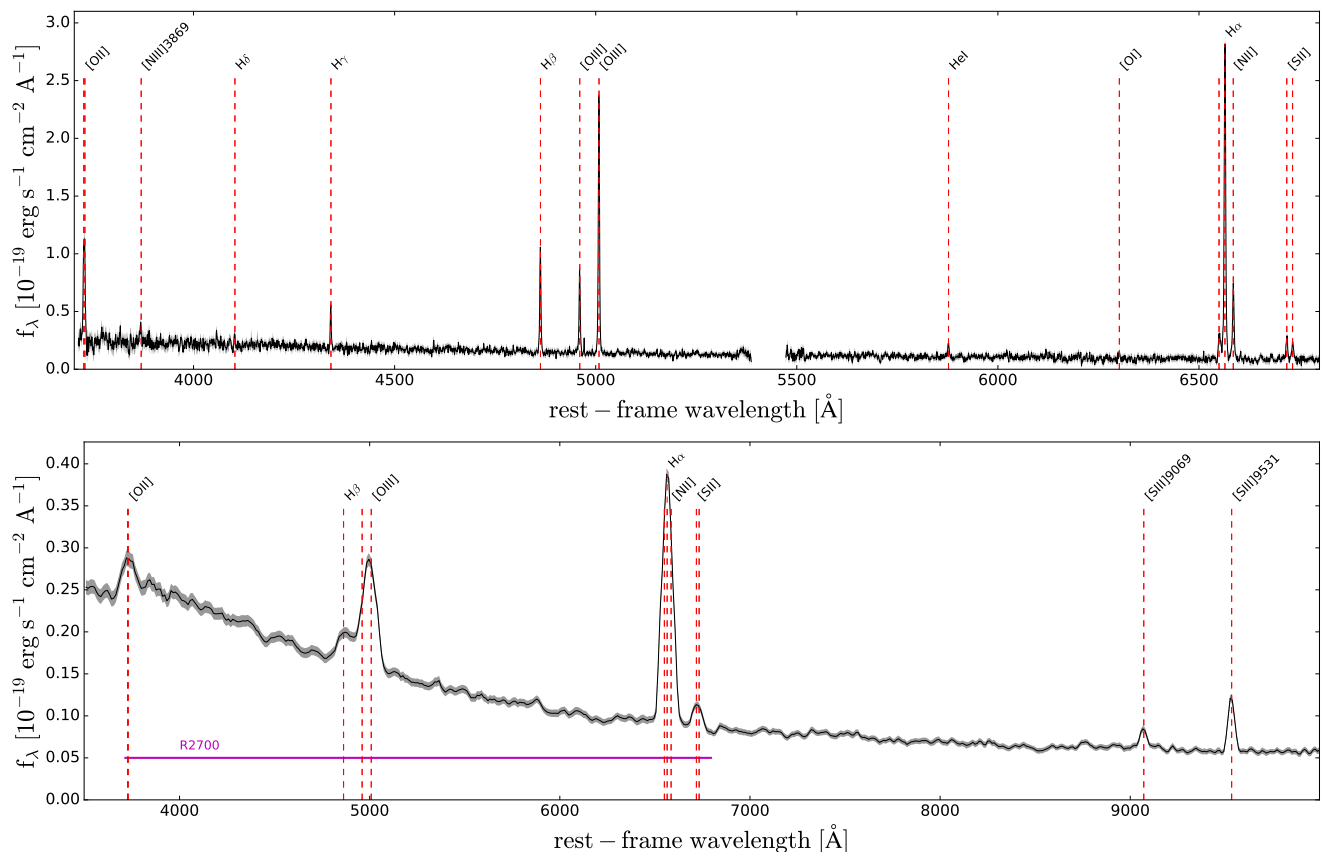 [OII] [NIII]3869 Hδ Hγ Hβ [OIII] [OIII] HeI [OI] Hα [NII] [SII]
3.0
2.5
2.0
1.5
1.0
0.5
0.0
f_λ [10^−19 erg s^−1 cm^−2 A^−1]
4000 4500 5000 5500 6000 6500
rest − frame wavelength [Å]
[OII] Hβ [OIII] Hα [NII] [SII] [SIII]9069 [SIII]9531
0.40
0.35
0.30
0.25
0.20
0.15
0.10
0.05
0.00
f_λ [10^−19 erg s^−1 cm^−2 A^−1]
R2700
4000 5000 6000 7000 8000 9000
rest − frame wavelength [Å]